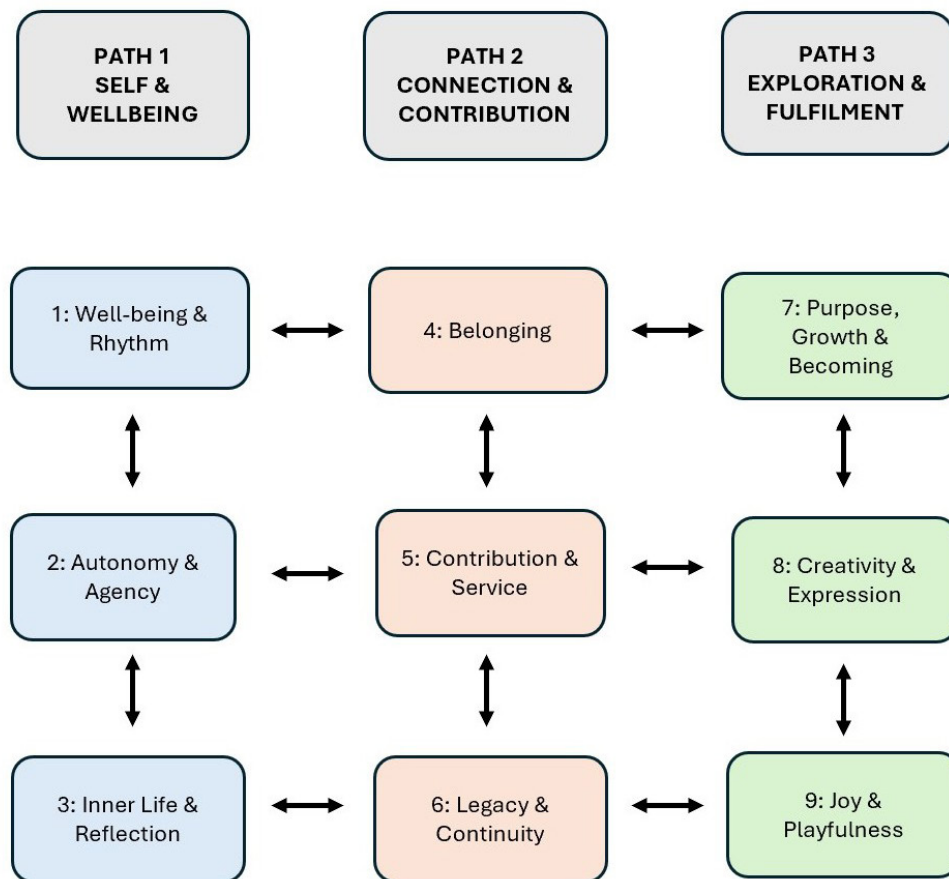 PATH 1
SELF &
WELLBEING
PATH 2
CONNECTION &
CONTRIBUTION
PATH 3
EXPLORATION &
FULFILMENT
1: Well-being &
Rhythm
4: Belonging
7: Purpose,
Growth &
Becoming
2: Autonomy &
Agency
5: Contribution &
Service
8: Creativity &
Expression
3: Inner Life &
Reflection
6: Legacy &
Continuity
9: Joy &
Playfulness